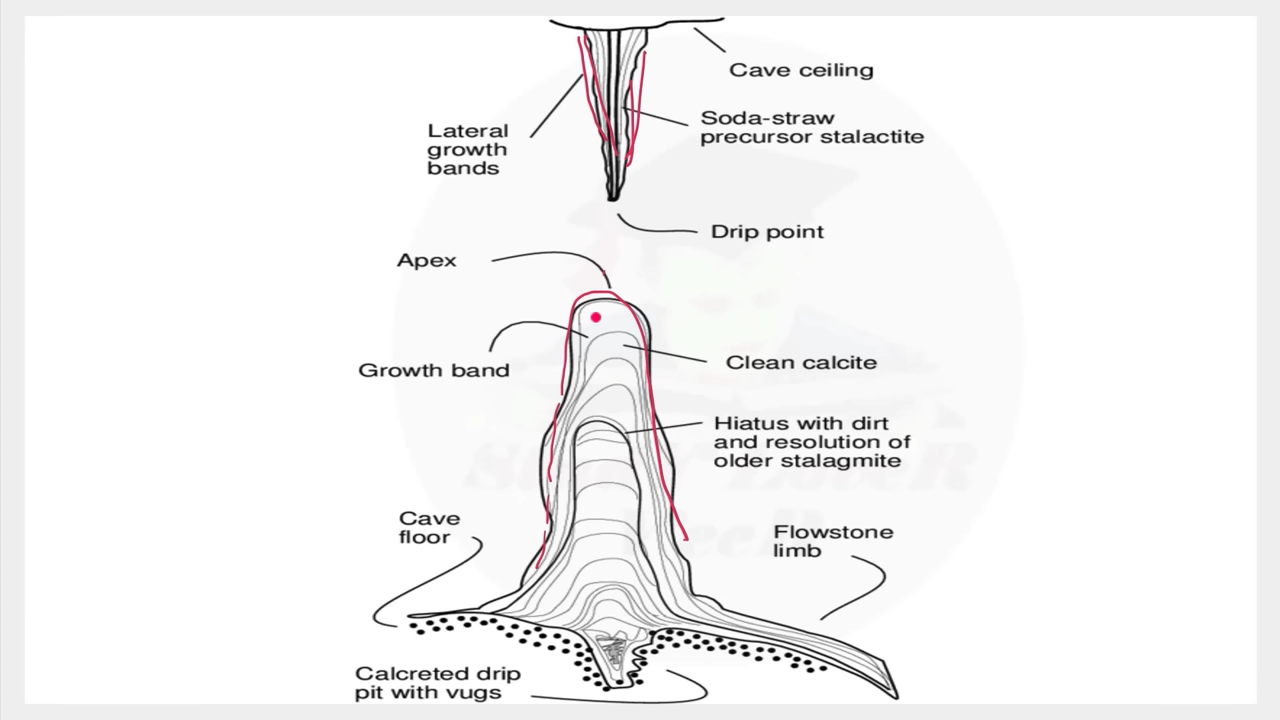 Cave ceiling
Soda-straw
precursor stalactite
Lateral
growth
bands
Drip point
Apex
Growth band
Clean calcite
Hiatus with dirt
and resolution of
older stalagmite
Cave
floor
Flowstone
limb
Calcreted drip
pit with vugs